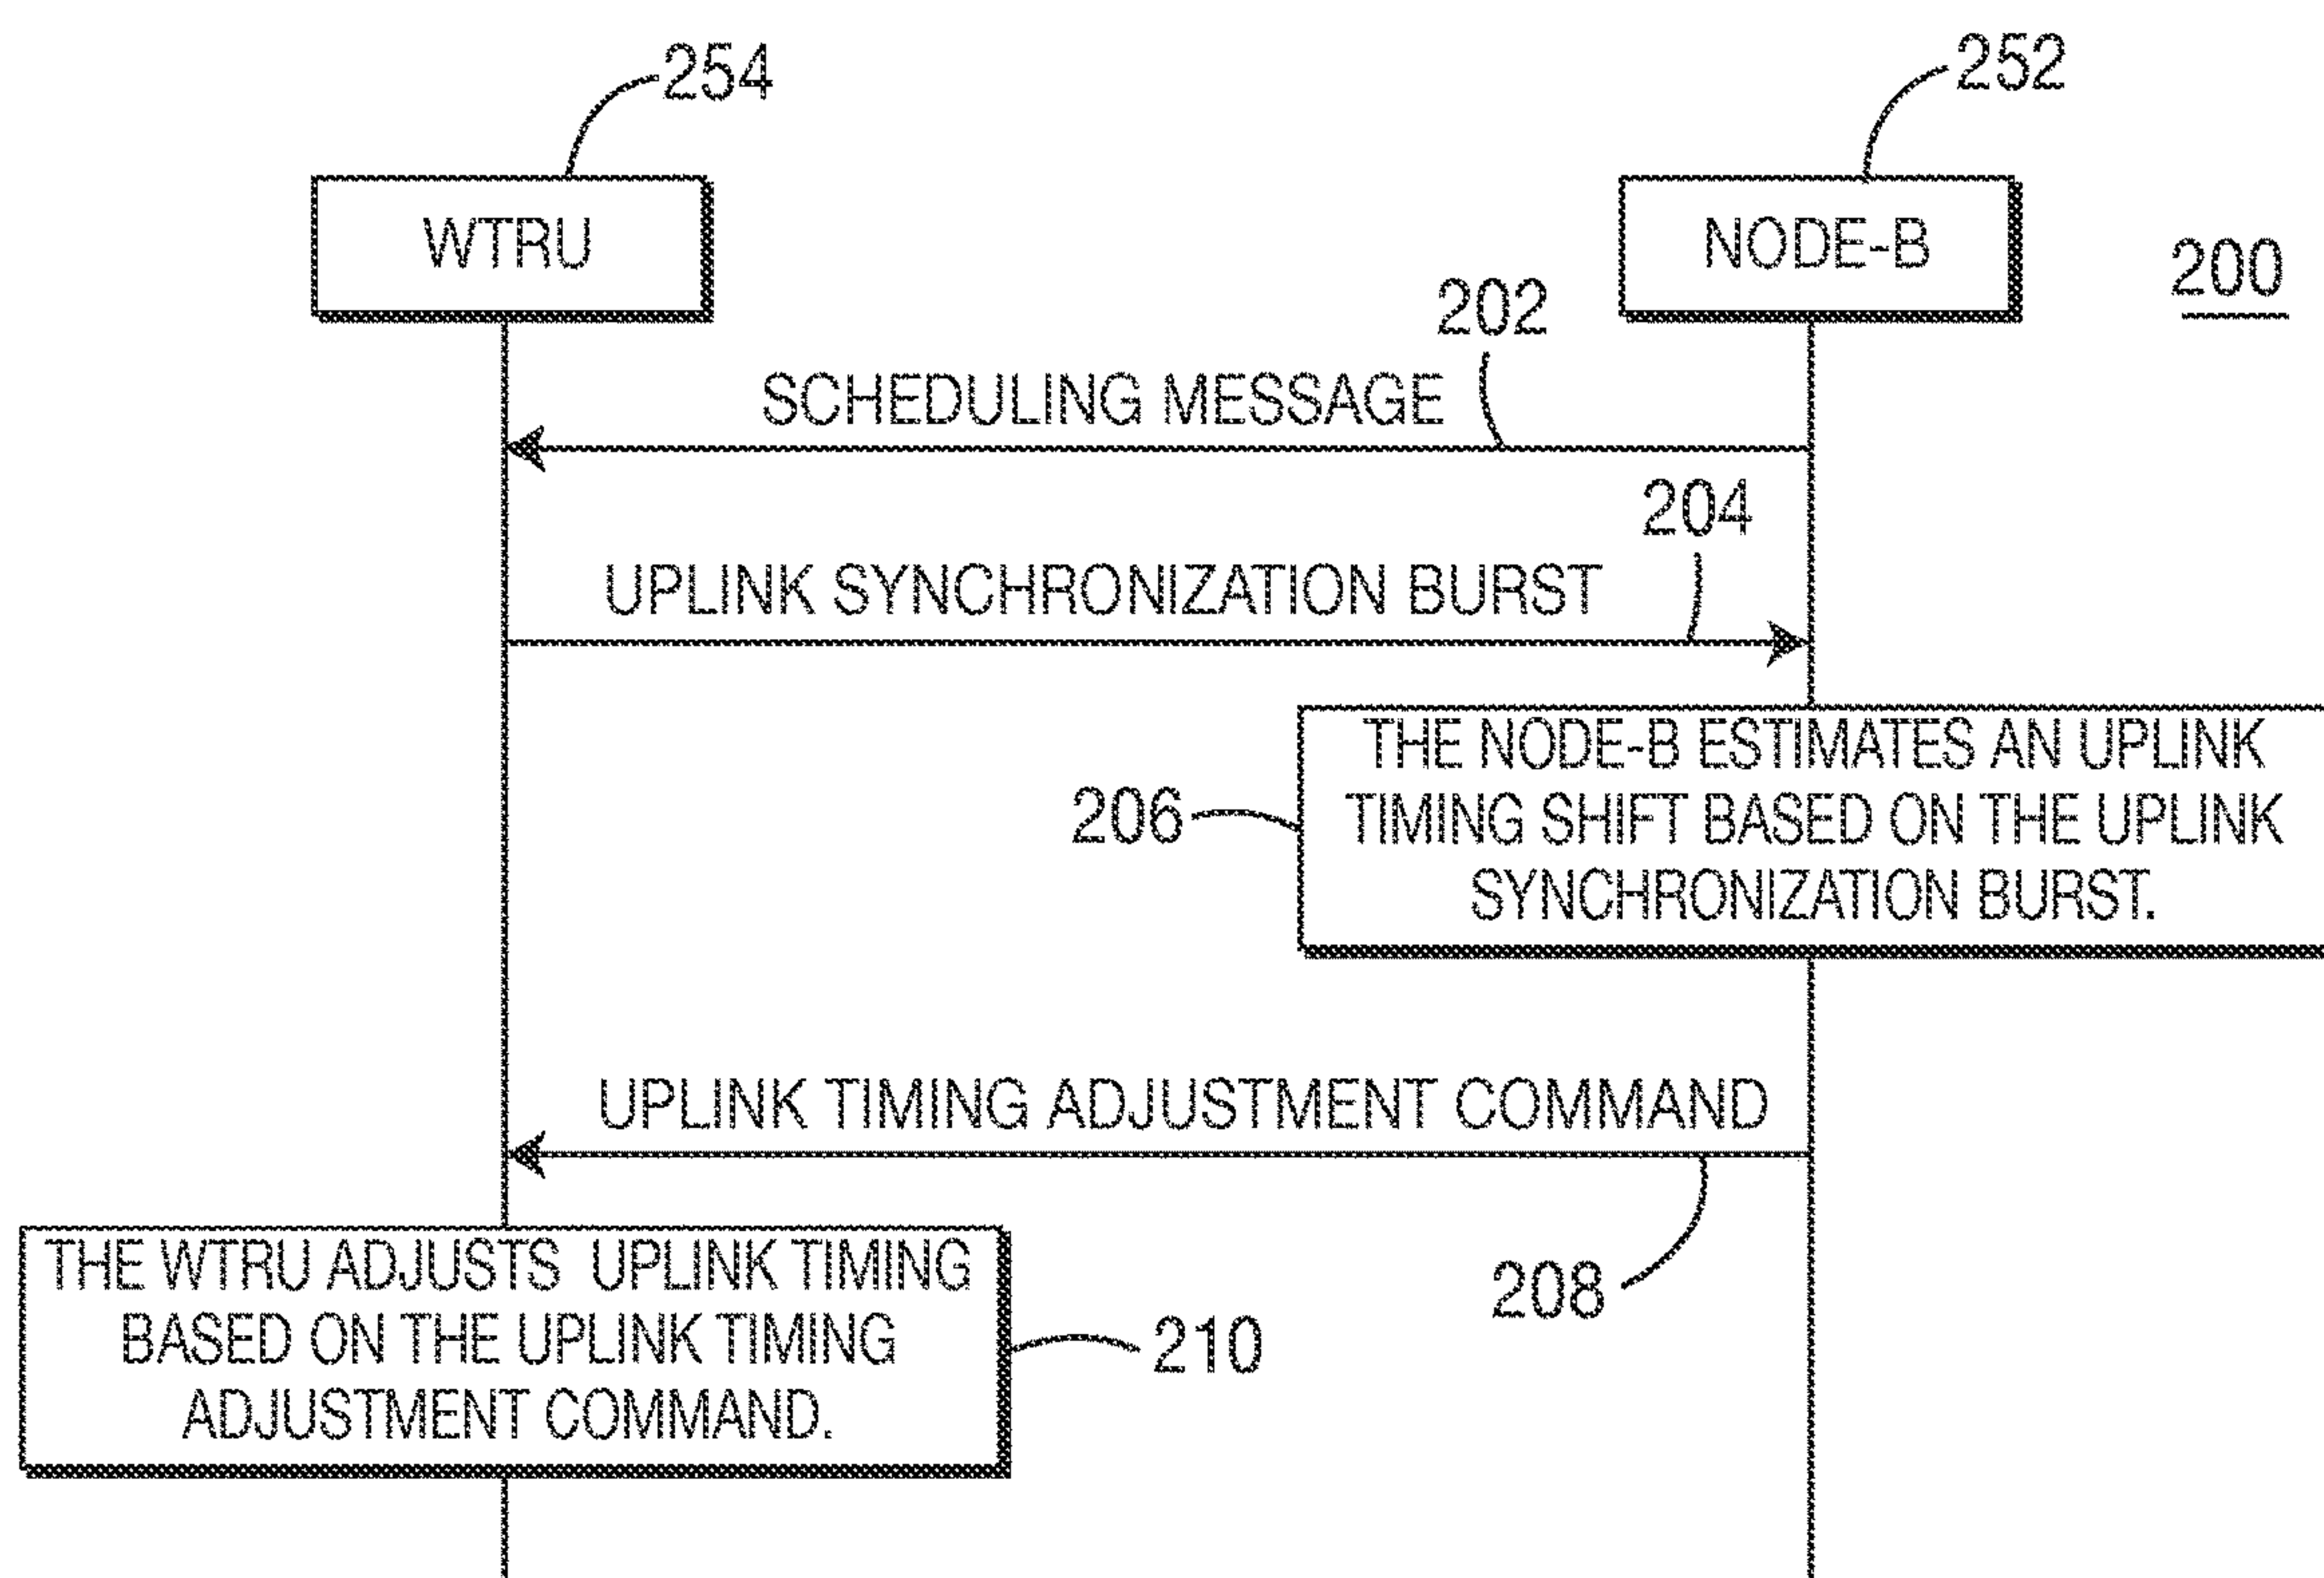 254
252
WTRU
NODE-B
200
202
SCHEDULING MESSAGE
204
UPLINK SYNCHRONIZATION BURST
THE NODE-B ESTIMATES AN UPLINK
TIMING SHIFT BASED ON THE UPLINK
SYNCHRONIZATION BURST.
206
UPLINK TIMING ADJUSTMENT COMMAND
208
THE WTRU ADJUSTS UPLINK TIMING
BASED ON THE UPLINK TIMING
ADJUSTMENT COMMAND.
210